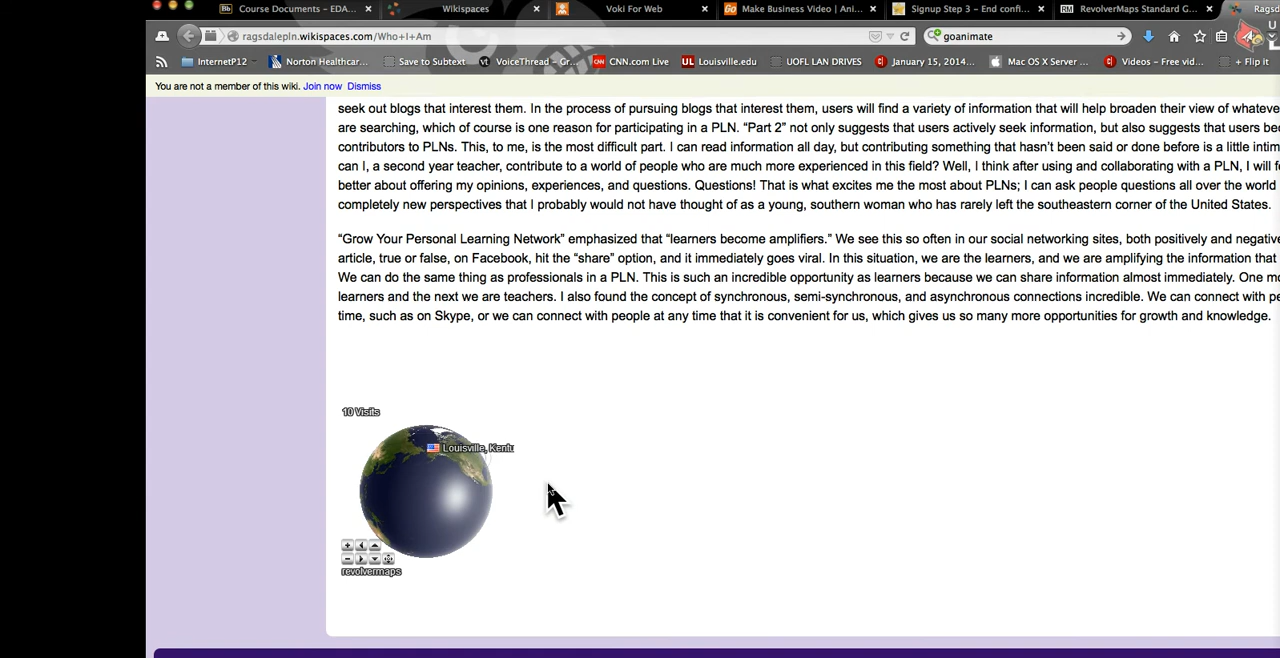 Course Documents – EDA...
Wikispaces
Voki For Web
Go Make Business Video | Ani...
Signup Step 3 – End confi...
RM RevolverMaps Standard G...
Ragsd
ragsdalepln.wikispaces.com/Who+I+Am
goanimate
InternetP12
Norton Healthcar...
Save to Subtext
VoiceThread – Gr...
CNN.com Live
UL Louisville.edu
UOFL LAN DRIVES
January 15, 2014...
Mac OS X Server ...
Videos – Free vid...
+ Flip it
You are not a member of this wiki. Join now Dismiss
seek out blogs that interest them. In the process of pursuing blogs that interest them, users will find a variety of information that will help broaden their view of whateve
are searching, which of course is one reason for participating in a PLN. “Part 2” not only suggests that users actively seek information, but also suggests that users be
contributors to PLNs. This, to me, is the most difficult part. I can read information all day, but contributing something that hasn’t been said or done before is a little intim
can I, a second year teacher, contribute to a world of people who are much more experienced in this field? Well, I think after using and collaborating with a PLN, I will f
better about offering my opinions, experiences, and questions. Questions! That is what excites me the most about PLNs; I can ask people questions all over the world
completely new perspectives that I probably would not have thought of as a young, southern woman who has rarely left the southeastern corner of the United States.
“Grow Your Personal Learning Network” emphasized that “learners become amplifiers.” We see this so often in our social networking sites, both positively and negative
article, true or false, on Facebook, hit the “share” option, and it immediately goes viral. In this situation, we are the learners, and we are amplifying the information that
We can do the same thing as professionals in a PLN. This is such an incredible opportunity as learners because we can share information almost immediately. One mo
learners and the next we are teachers. I also found the concept of synchronous, semi-synchronous, and asynchronous connections incredible. We can connect with pe
time, such as on Skype, or we can connect with people at any time that it is convenient for us, which gives us so many more opportunities for growth and knowledge.
10 Visits
Louisville, Kentu
revolvermaps